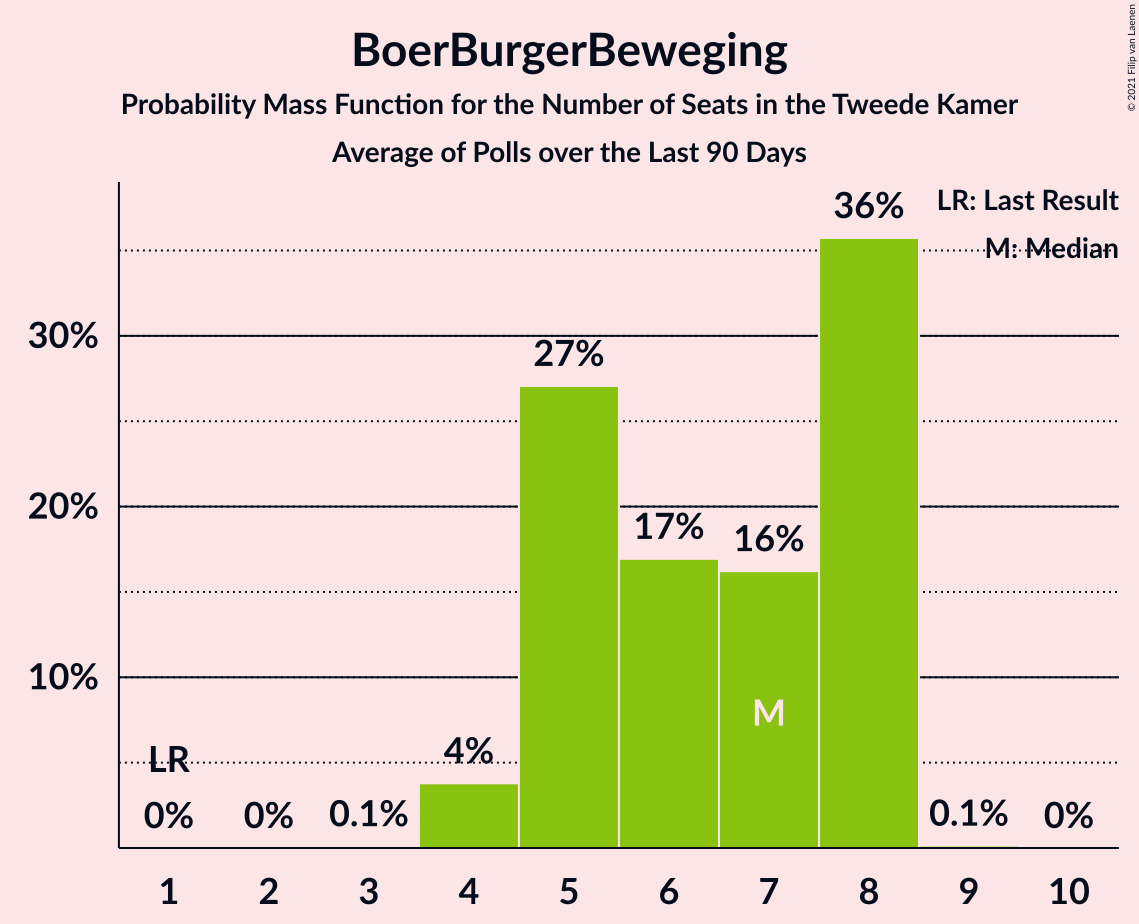 BoerBurgerBeweging
Probability Mass Function for the Number of Seats in the Tweede Kamer
Average of Polls over the Last 90 Days
© 2021 Filip van Laenen
LR: Last Result
M: Median
36%
30%
27%
20%
17%
16%
10%
M
LR
4%
0%
0%
0.1%
0.1%
0%
1 2 3 4 5 6 7 8 9 10